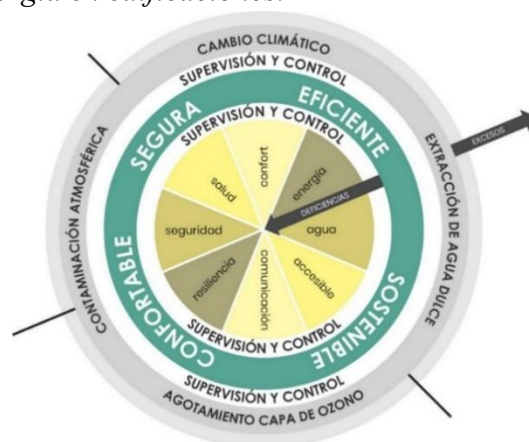 CAMBIO CLIMÁTICO
SUPERVISIÓN Y CONTROL
SEGURA
EFICIENTE
SUPERVISIÓN Y CONTROL
CONTAMINACIÓN ATMOSFÉRICA
EXTRACCIÓN DE AGUA DULCE
EXCESOS
DEFICIENCIAS
salud
confort
energía
seguridad
agua
resiliencia
comunicación
accesible
CONFORTABLE
SOSTENIBLE
SUPERVISIÓN Y CONTROL
SUPERVISIÓN Y CONTROL
AGOTAMIENTO CAPA DE OZONO